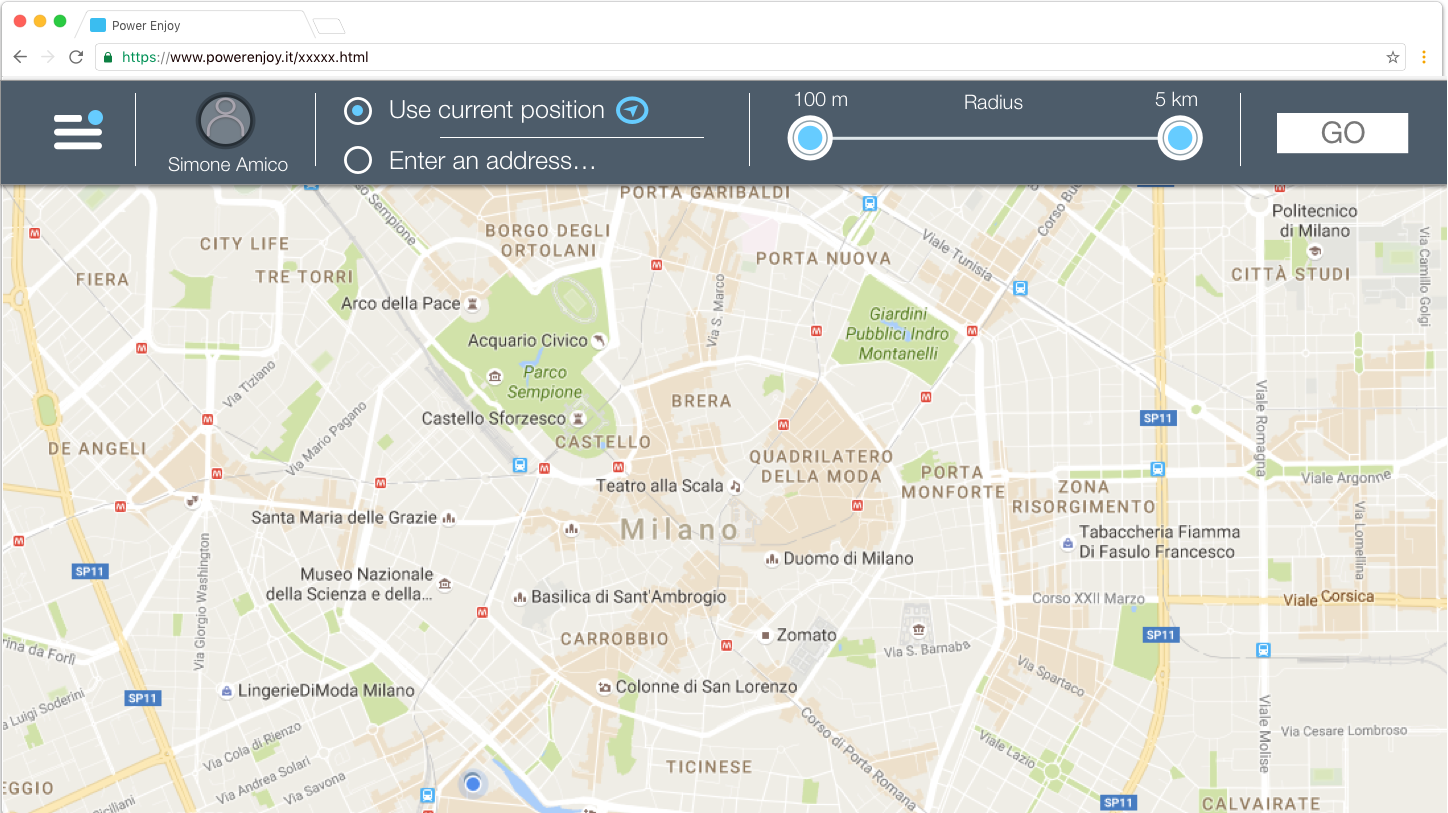 Power Enjoy
https://www.powerenjoy.it/xxxxx.html
Simone Amico
Use current position
Enter an address...
100 m
Radius
5 km
GO
PORTA GARIBALDI
Sempione
Corso
Politecnico
di Milano
CITY LIFE
BORGO DEGLI
ORTOLANI
Viale Tunisia
Via Camillo Golgi
FIERA
TRE TORRI
PORTA NUOVA
CITTÀ STUDI
Arco della Pace
Via S. Marco
Giardini
Pubblici Indro
Montanelli
Acquario Civico
Parco
Sempione
Via Tiziano
BRERA
Castello Sforzesco
SP11
Viale Romagna
Via Mario Pagano
DE ANGELI
CASTELLO
QUADRILATERO
DELLA MODA
PORTA
MONFORTE
Viale Argonne
Teatro alla Scala
ZONA
RISORGIMENTO
Santa Maria delle Grazie
Milano
Tabaccheria Fiamma
Di Fasulo Francesco
Via Lomellina
SP11
Via Giorgio Washington
Duomo di Milano
Museo Nazionale
della Scienza e della...
Basilica di Sant'Ambrogio
Corso XXII Marzo
Viale Corsica
CARROBBIO
Zomato
SP11
rina da Forlì
Via S. Barnaba
Via Spartaco
SP11
LingerieDiModa Milano
Colonne di San Lorenzo
a Luigi Soderini
Corso di Porta Romana
Viale Molise
Via Cola di Rienzo
Viale Lazio
Via Cesare Lombroso
TICINESE
Via Andrea Solari
Via Savona
EGGIO
SP11
CALVAIRATE